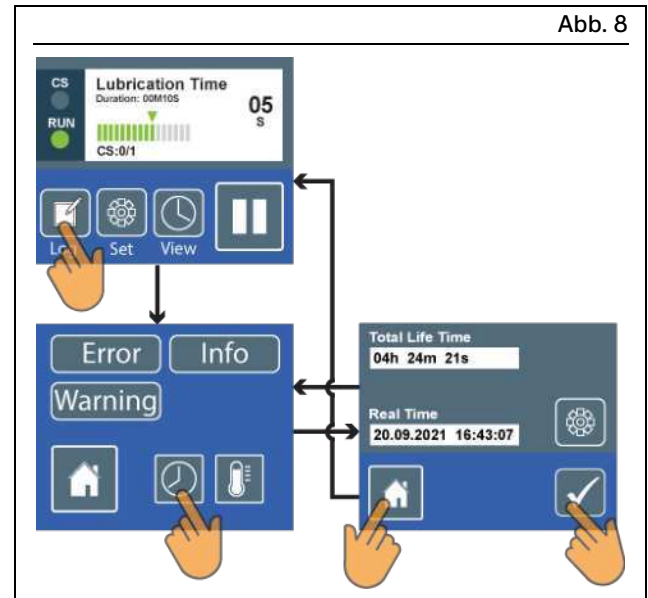 Abb. 8
CS
RUN
Lubrication Time
Duration: 00M10S
05
S
CS:0/1
Log
Set
View
Error
Info
Warning
Total Life Time
04h 24m 21s
Real Time
20.09.2021 16:43:07